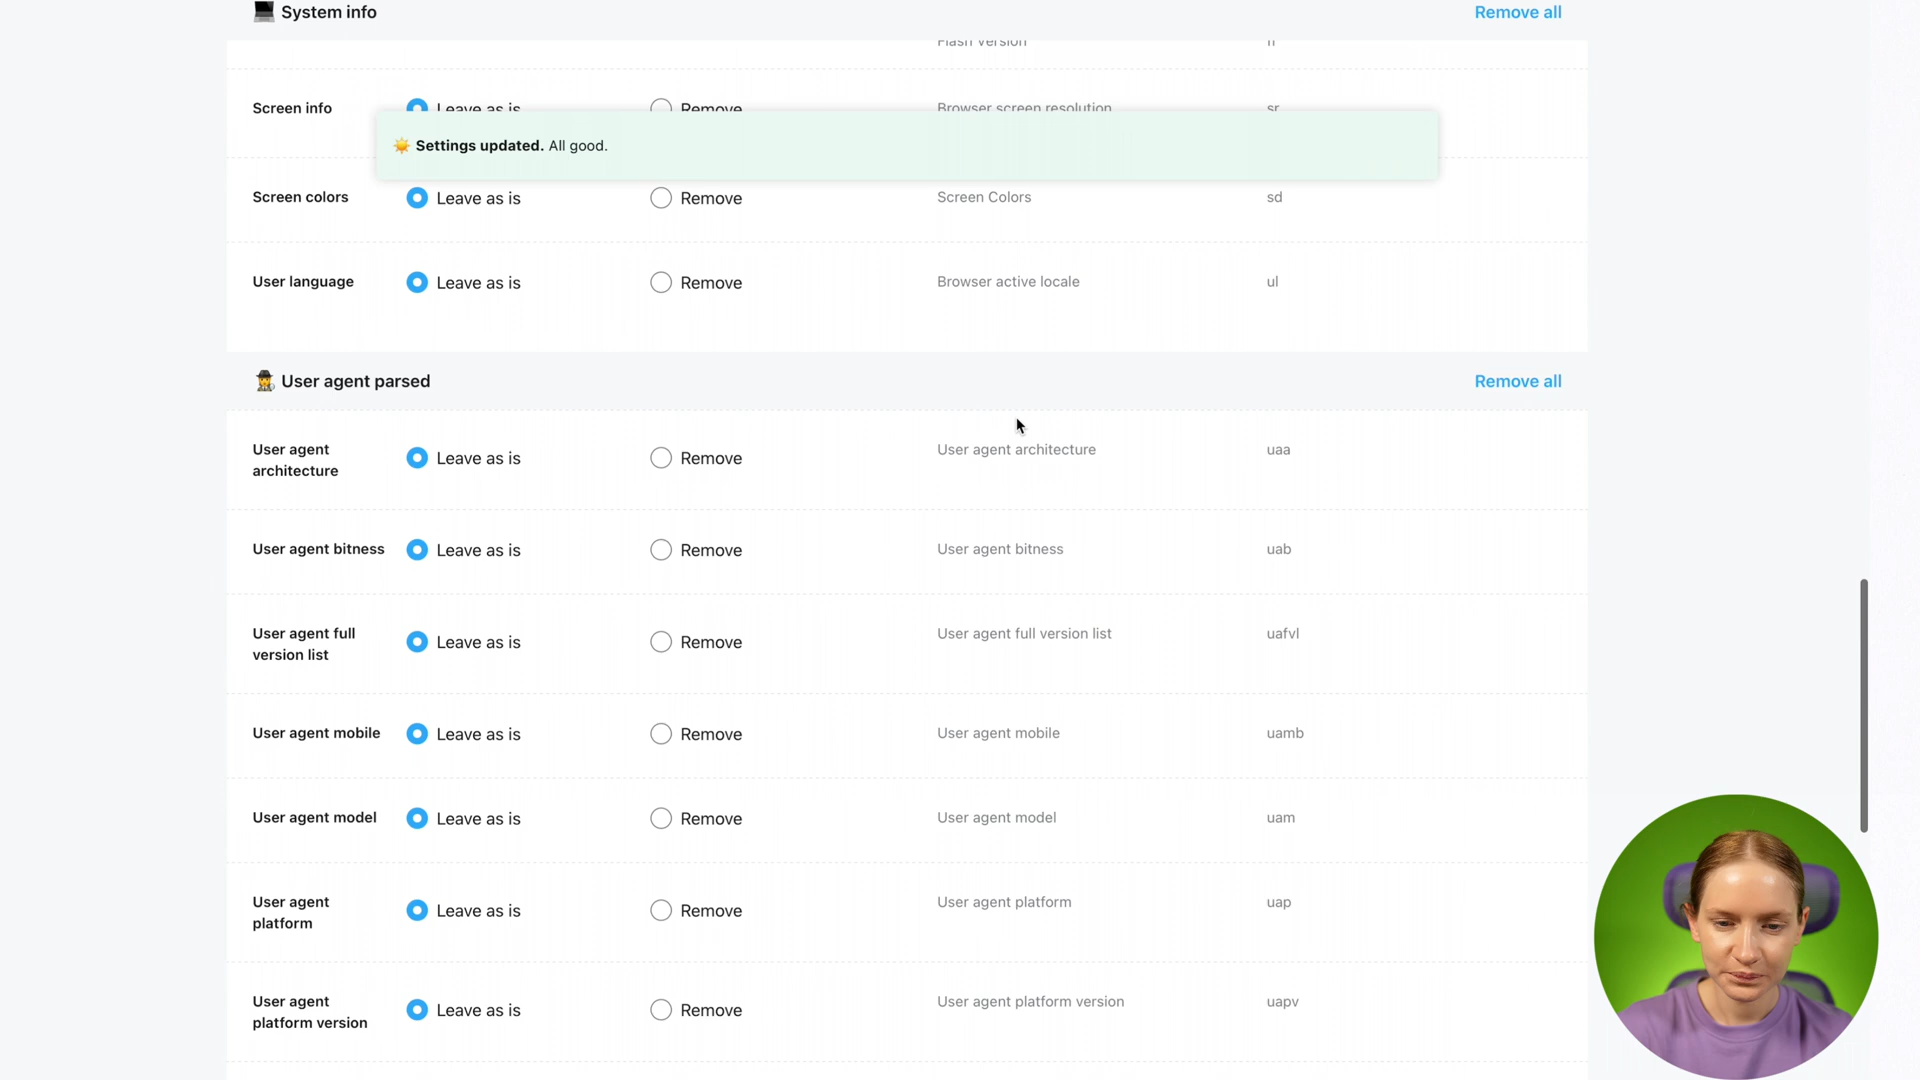 System info
Remove all
Flash Version
fl
Screen info
Leave as is
Remove
Browser screen resolution
sr
Settings updated. All good.
Screen colors
Leave as is
Remove
Screen Colors
sd
User language
Leave as is
Remove
Browser active locale
ul
User agent parsed
Remove all
User agent
architecture
Leave as is
Remove
User agent architecture
uaa
User agent bitness
Leave as is
Remove
User agent bitness
uab
User agent full
version list
Leave as is
Remove
User agent full version list
uafvl
User agent mobile
Leave as is
Remove
User agent mobile
uamb
User agent model
Leave as is
Remove
User agent model
uam
User agent
platform
Leave as is
Remove
User agent platform
uap
User agent
platform version
Leave as is
Remove
User agent platform version
uapv